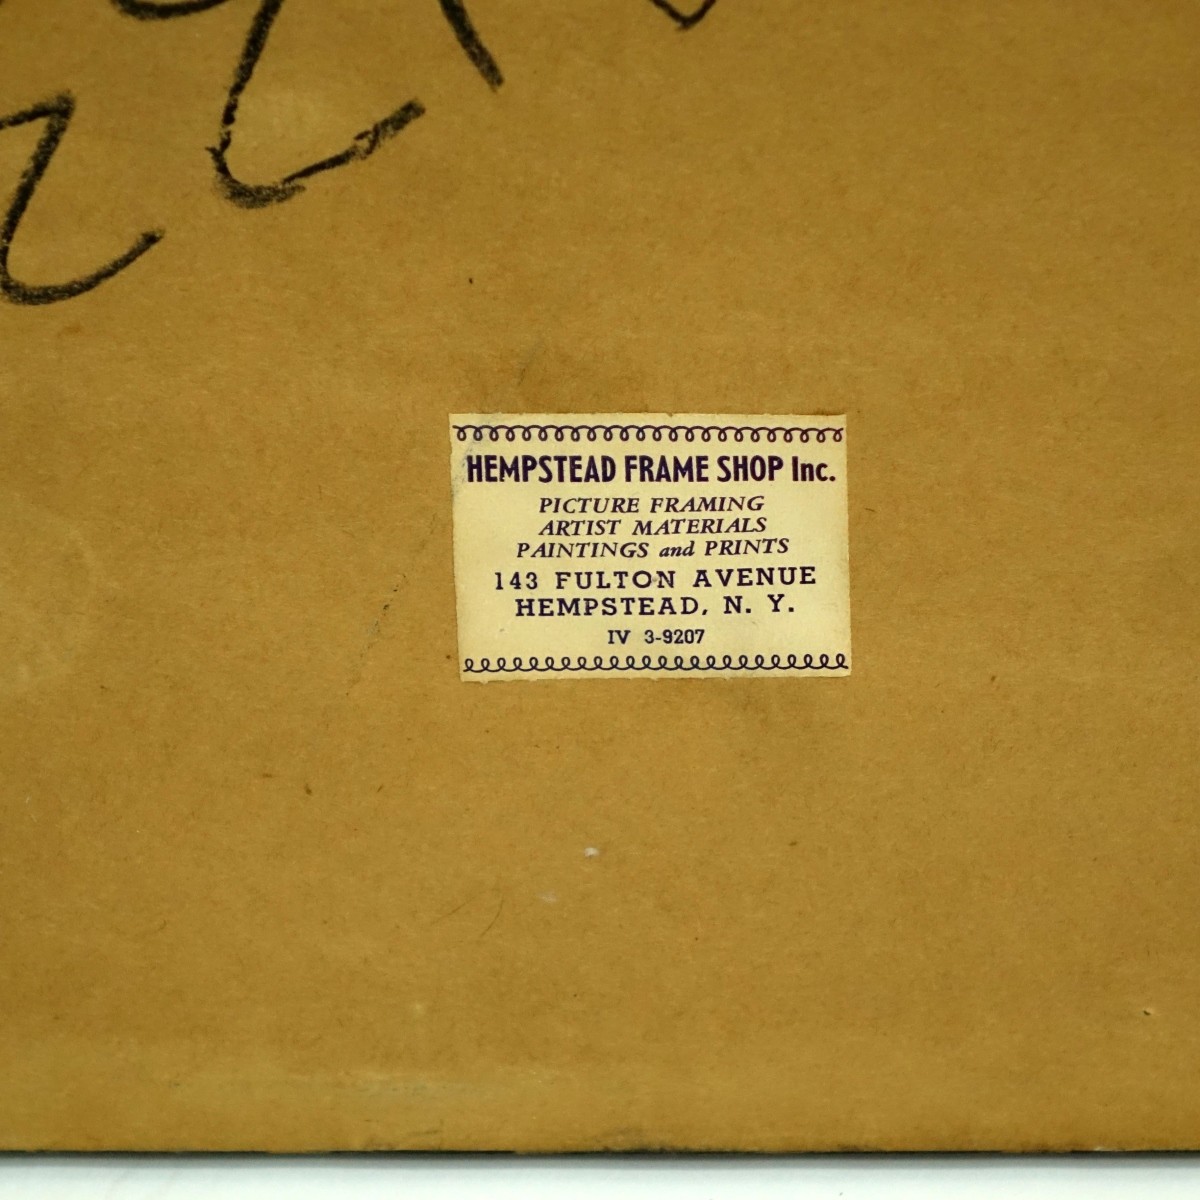 HEMPSTEAD FRAME SHOP Inc.
PICTURE FRAMING
ARTIST MATERIALS
PAINTINGS and PRINTS
143 FULTON AVENUE
HEMPSTEAD, N. Y.
IV 3-9207